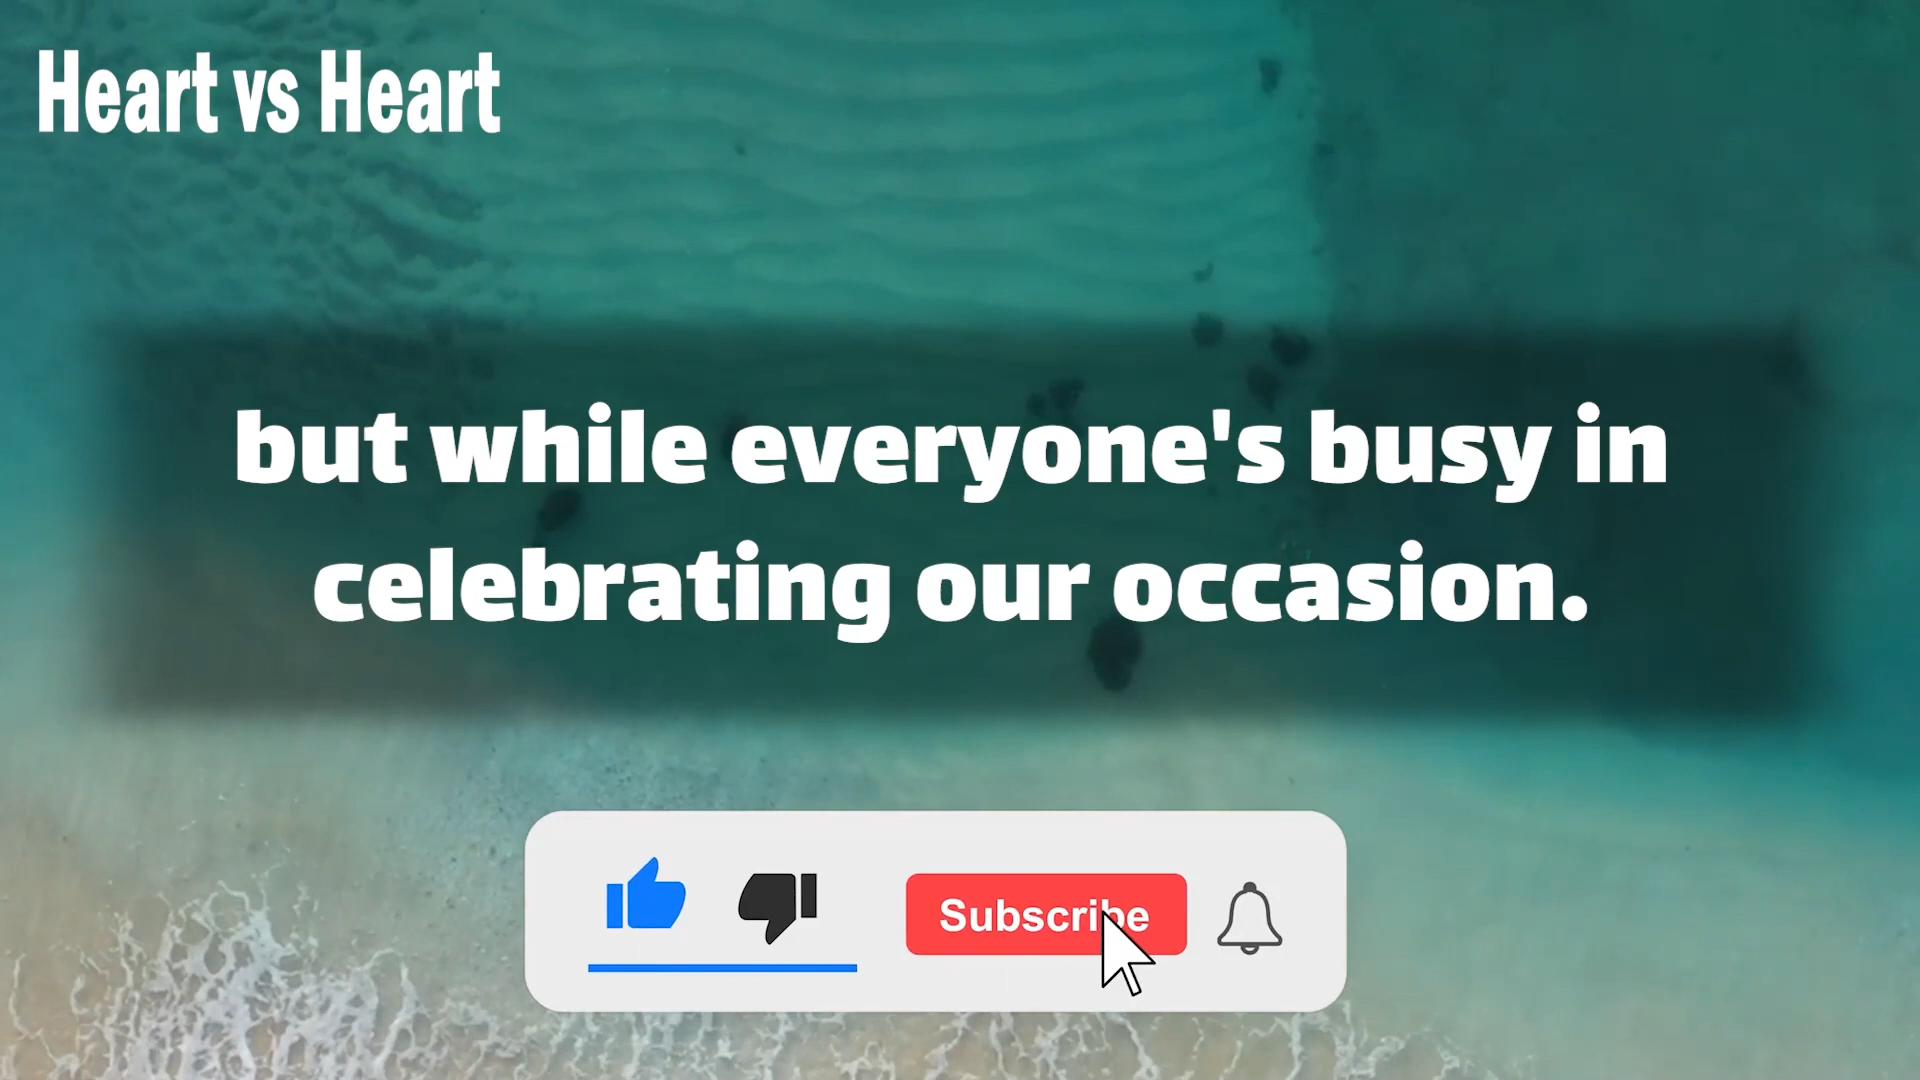 Heart vs Heart
but while everyone's busy in
celebrating our occasion.
Subscribe